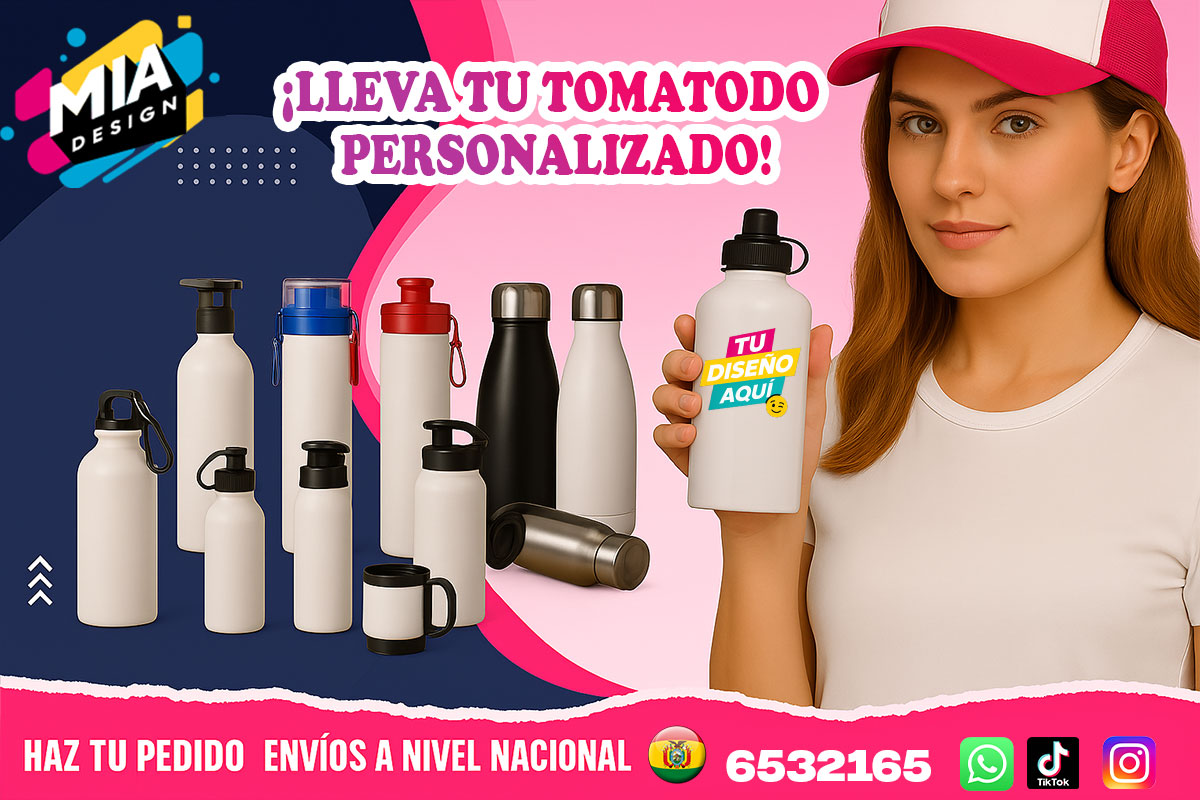 MIA
DESIGN
¡LLEVA TU TOMATODO
PERSONALIZADO!
TU
DISEÑO
AQUÍ
HAZ TU PEDIDO ENVÍOS A NIVEL NACIONAL 6532165
TikTok